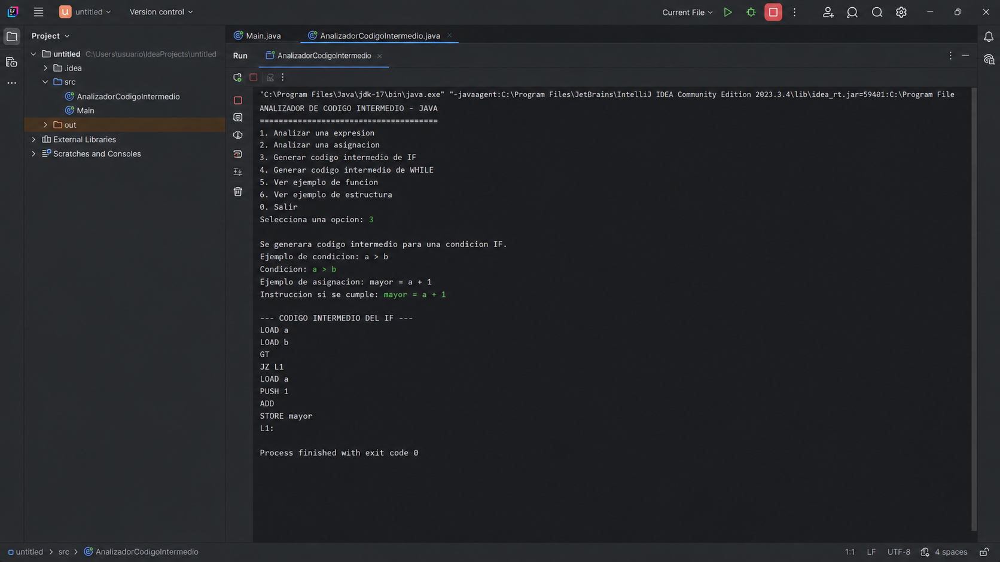 U untitled Version control Current File
Project Main.java AnalizadorCodigoIntermedio.java
untitled C:\Users\usuario\IdeaProjects\untitled Run AnalizadorCodigoIntermedio
.idea
src
AnalizadorCodigoIntermedio
Main
out
External Libraries
Scratches and Consoles
"C:\Program Files\Java\jdk-17\bin\java.exe" "-javaagent:C:\Program Files\JetBrains\IntelliJ IDEA Community Edition 2023.3.4\lib\idea_rt.jar=59401:C:\Program File
ANALIZADOR DE CODIGO INTERMEDIO - JAVA
======================================
1. Analizar una expresion
2. Analizar una asignacion
3. Generar codigo intermedio de IF
4. Generar codigo intermedio de WHILE
5. Ver ejemplo de funcion
6. Ver ejemplo de estructura
0. Salir
Selecciona una opcion: 3
Se generara codigo intermedio para una condicion IF.
Ejemplo de condicion: a > b
Condicion: a > b
Ejemplo de asignacion: mayor = a + 1
Instruccion si se cumple: mayor = a + 1
--- CODIGO INTERMEDIO DEL IF ---
LOAD a
LOAD b
GT
JZ L1
LOAD a
PUSH 1
ADD
STORE mayor
L1:
Process finished with exit code 0
untitled > src > AnalizadorCodigoIntermedio 1:1 LF UTF-8 4 spaces